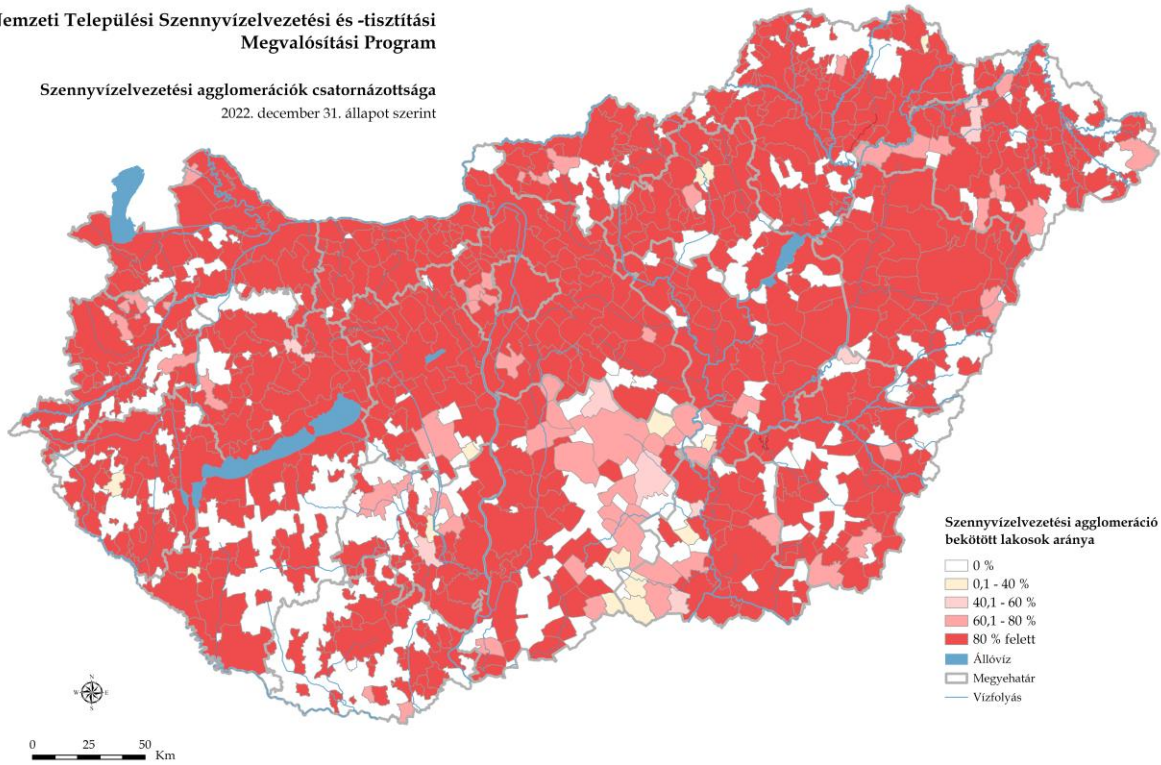 Nemzeti Települési Szennyvízelvezetési és -tisztítási
Megvalósítási Program
Szennyvízelvezetési agglomerációk csatornázottsága
2022. december 31. állapot szerint
Szennyvízelvezetési agglomeráció
bekötött lakosok aránya
0 %
0,1 - 40 %
40,1 - 60 %
60,1 - 80 %
80 % felett
Állóvíz
Megyehatár
Vízfolyás
N
W E
S
0 25 50 Km